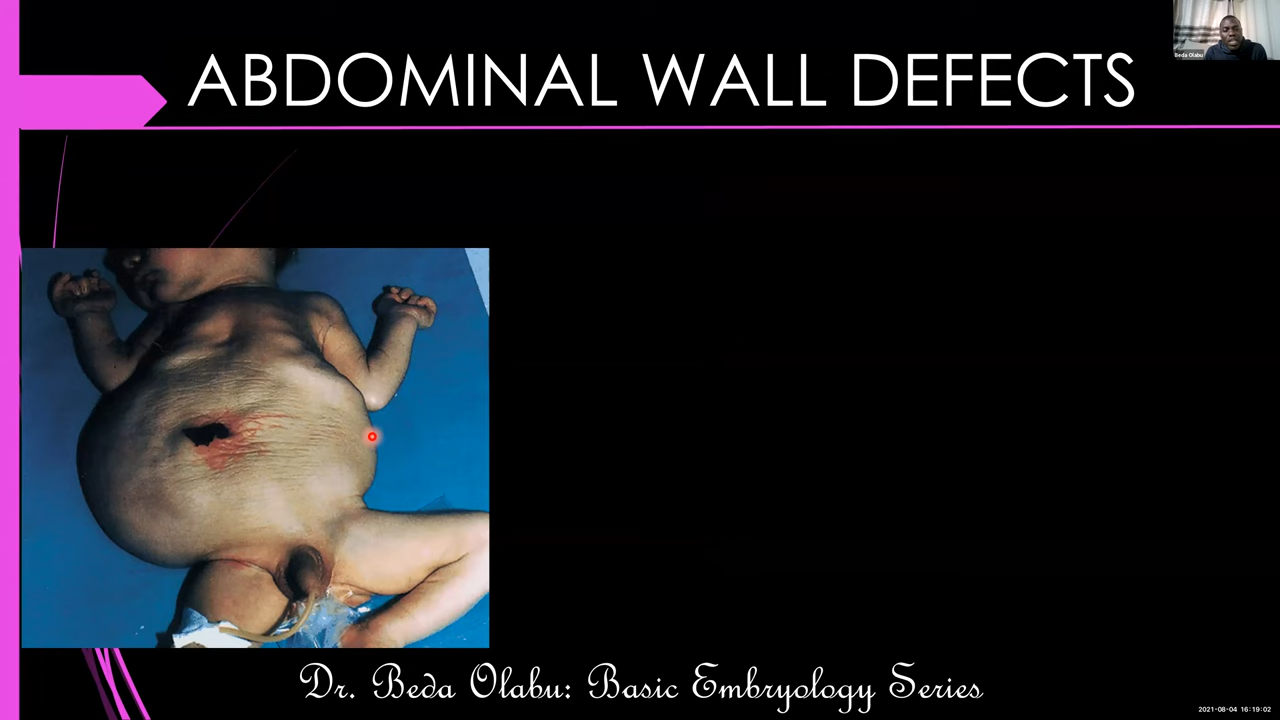 ABDOMINAL WALL DEFECTS
Beda Olabu
Dr. Beda Olabu: Basic Embryology Series
2021-08-04 16:19:02